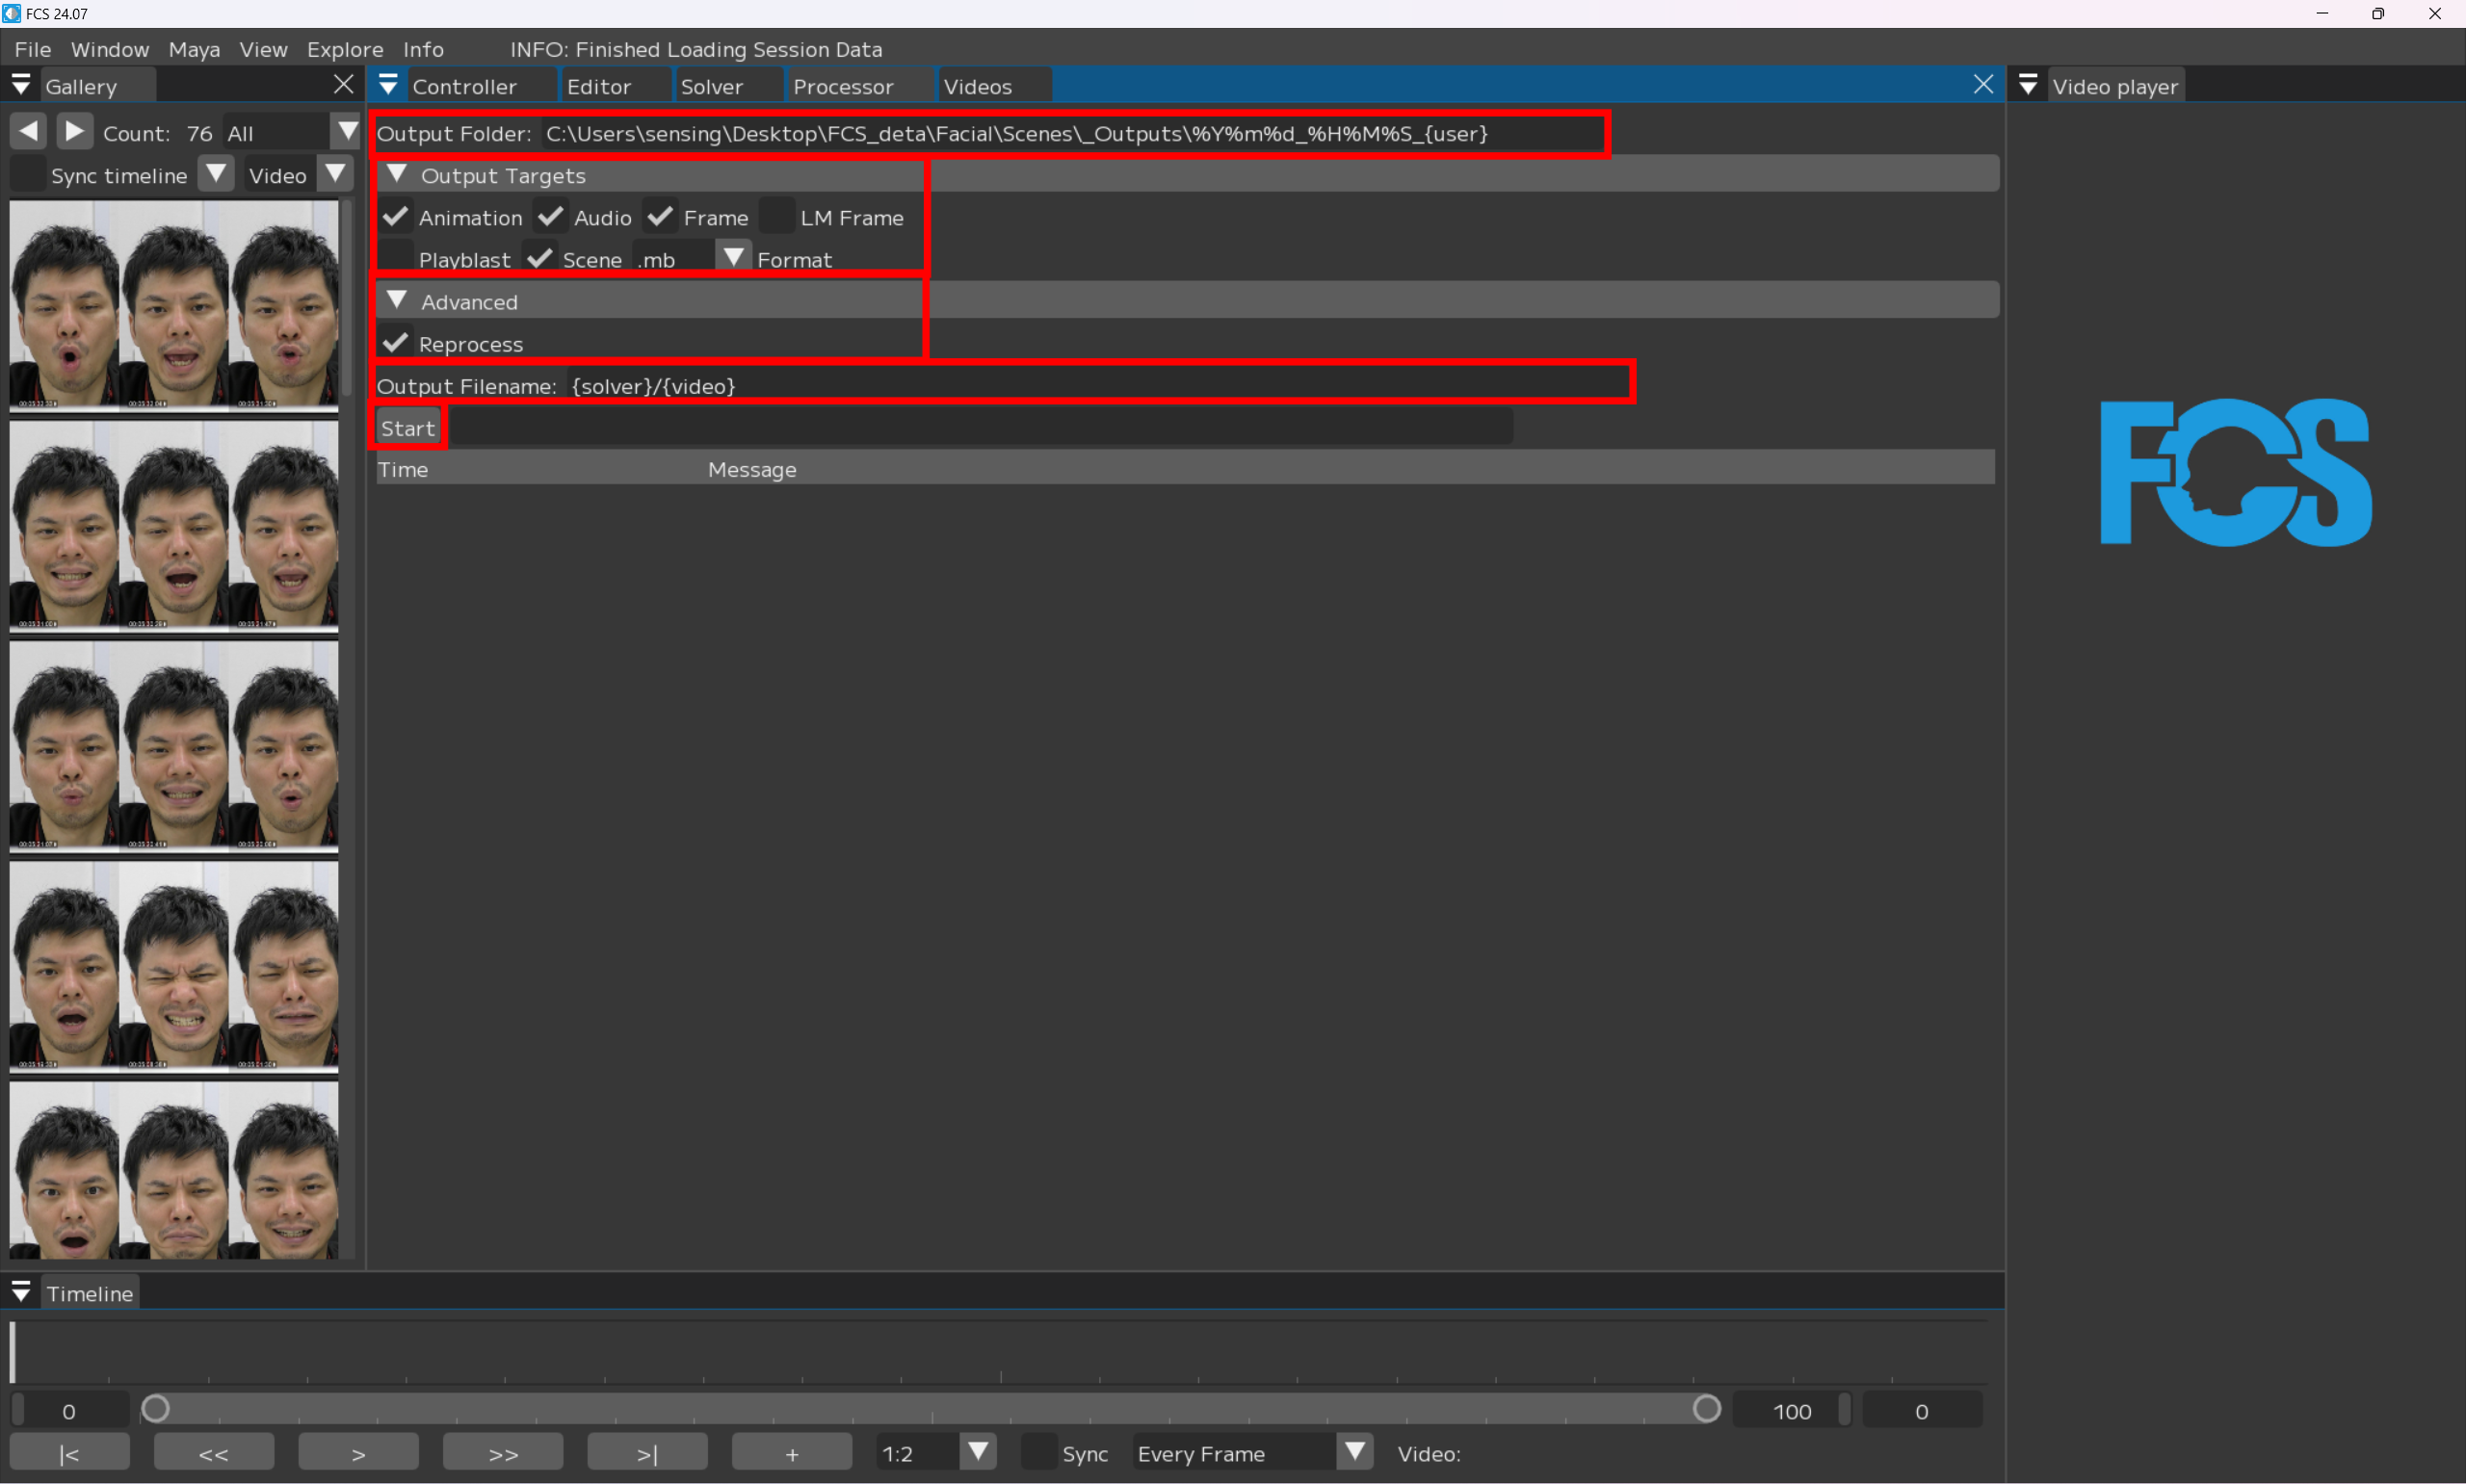 FCS 24.07
File Window Maya View Explore Info INFO: Finished Loading Session Data
Gallery
Controller Editor Solver Processor Videos
Video player
Count: 76 All
Sync timeline Video
Output Folder: C:\Users\sensing\Desktop\FCS_deta\Facial\Scenes\_Outputs\%Y%m%d_%H%M%S_{user}
Output Targets
Animation Audio Frame LM Frame
Playblast Scene .mb Format
Advanced
Reprocess
Output Filename: {solver}/{video}
Start
Time Message
FCS
Timeline
0 100 0
|< << > >> >| + 1:2 Sync Every Frame Video: